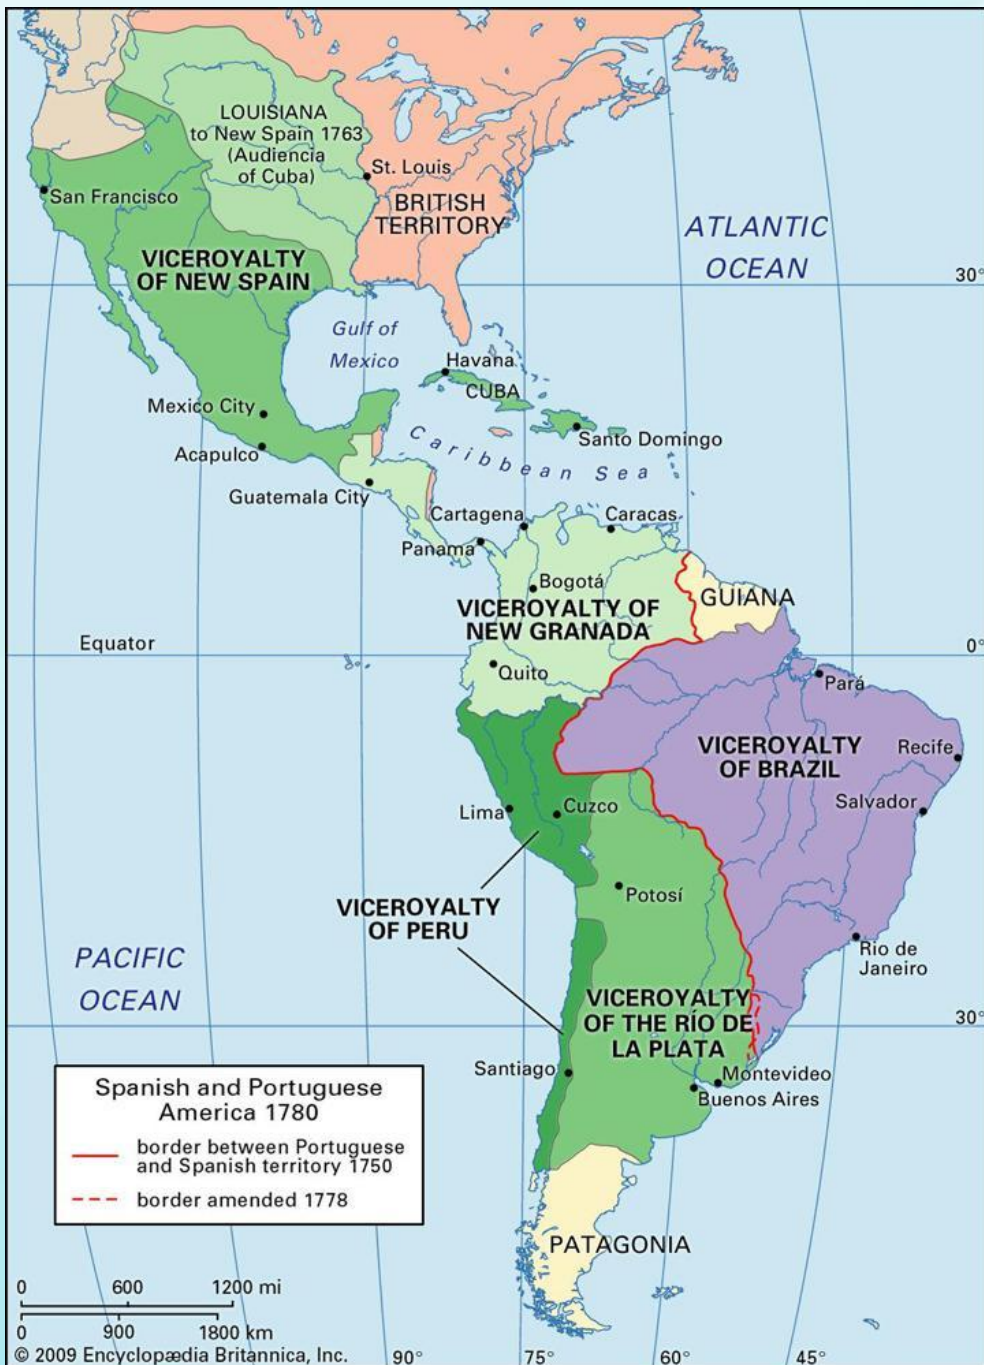 LOUISIANA
to New Spain 1763
(Audiencia
of Cuba)
St. Louis
San Francisco
BRITISH
TERRITORY
ATLANTIC
OCEAN
VICEROYALTY
OF NEW SPAIN
30°
Gulf of
Mexico
Havana
CUBA
Mexico City
Santo Domingo
Acapulco
Caribbean Sea
Guatemala City
Cartagena
Caracas
Panama
Bogotá
GUIANA
VICEROYALTY OF
NEW GRANADA
Equator
0°
Quito
Pará
VICEROYALTY
OF BRAZIL
Recife
Lima
Cuzco
Salvador
Potosí
VICEROYALTY
OF PERU
PACIFIC
OCEAN
Rio de
Janeiro
VICEROYALTY
OF THE RÍO DE
LA PLATA
30°
Santiago
Montevideo
Buenos Aires
Spanish and Portuguese
America 1780
border between Portuguese
and Spanish territory 1750
border amended 1778
PATAGONIA
0 600 1200 mi
0 900 1800 km
© 2009 Encyclopædia Britannica, Inc.
90° 75° 60° 45°